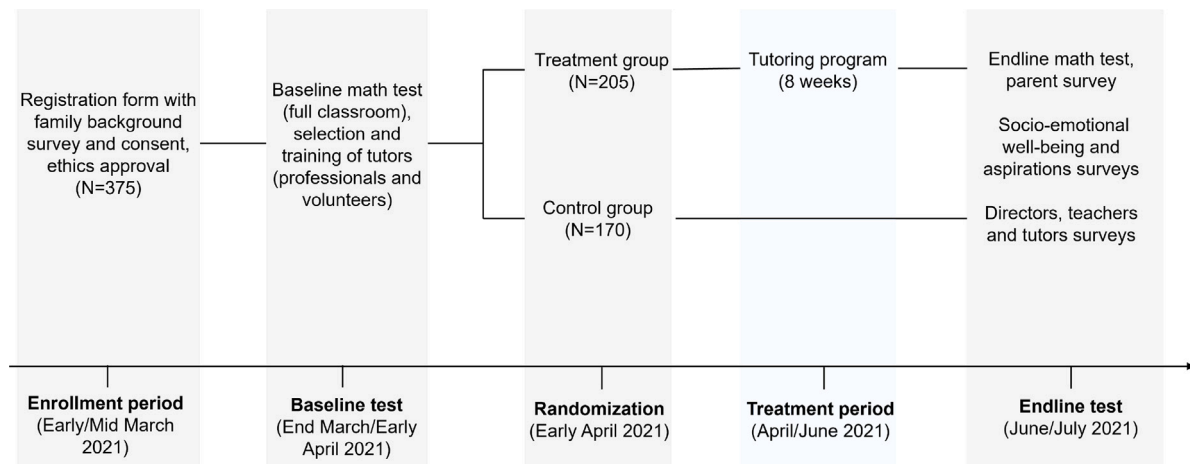 Registration form with
family background
survey and consent,
ethics approval
(N=375)
Baseline math test
(full classroom),
selection and
training of tutors
(professionals and
volunteers)
Treatment group
(N=205)
Control group
(N=170)
Tutoring program
(8 weeks)
Endline math test,
parent survey
Socio-emotional
well-being and
aspirations surveys
Directors, teachers
and tutors surveys
Enrollment period
(Early/Mid March
2021)
Baseline test
(End March/Early
April 2021)
Randomization
(Early April 2021)
Treatment period
(April/June 2021)
Endline test
(June/July 2021)